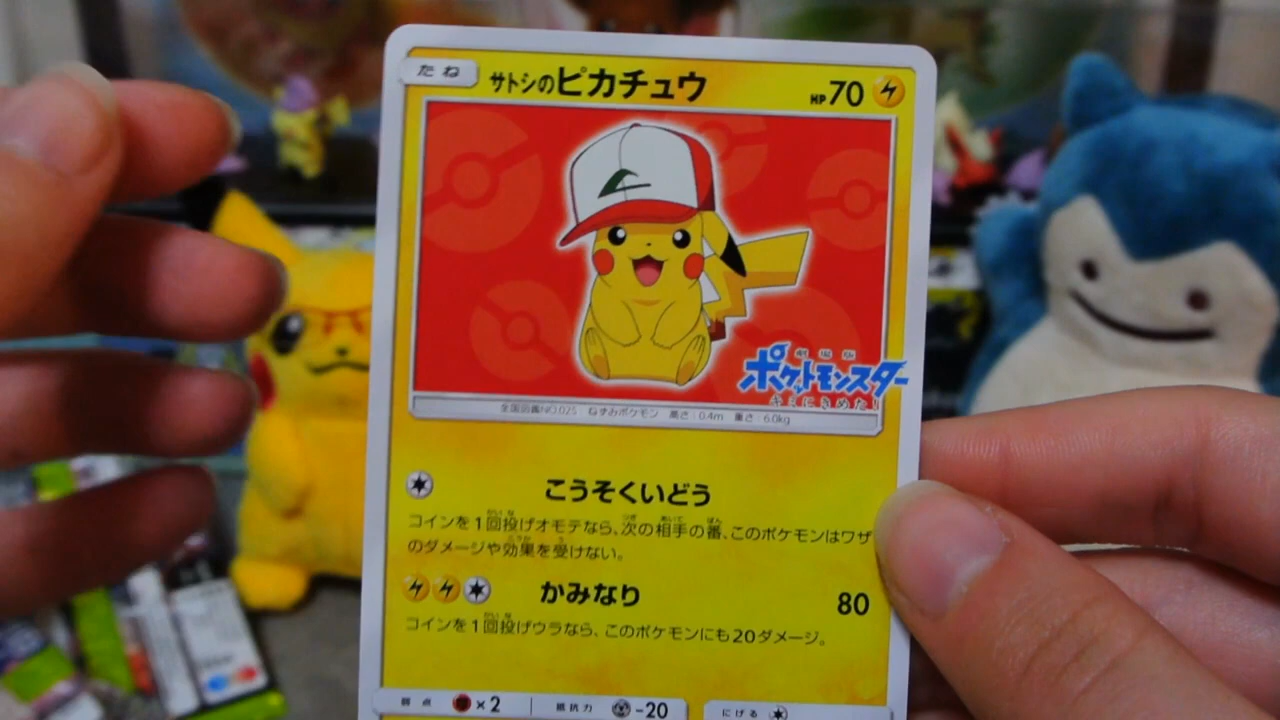 たね サトシのピカチュウ HP70
劇場版
ポケットモンスター
キミにきめた!
全国図鑑NO.025 ねずみポケモン 高さ:0.4m 重さ:6.0kg
こうそくいどう
コインを1回投げオモテなら、次の相手の番、このポケモンはワザ
のダメージや効果を受けない。
かみなり 80
コインを1回投げウラなら、このポケモンにも20ダメージ。
弱点 ×2 抵抗力 -20 にげる